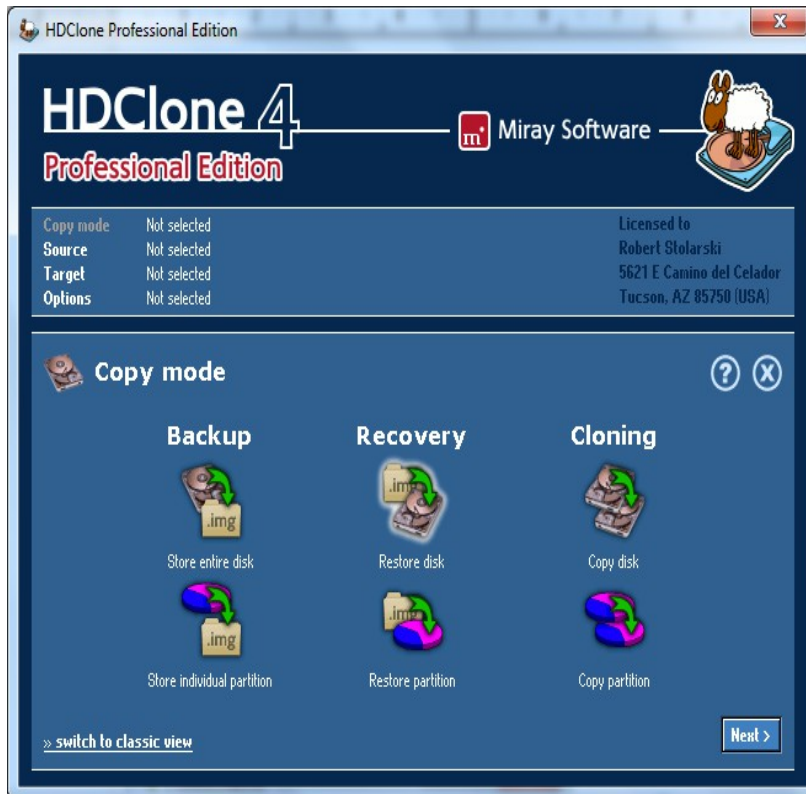 HDClone Professional Edition
X
HDClone 4
Professional Edition
m
Miray Software
Copy mode Not selected
Source Not selected
Target Not selected
Options Not selected
Licensed to
Robert Stolarski
5621 E Camino del Celador
Tucson, AZ 85750 (USA)
Copy mode
? X
Backup Recovery Cloning
.img .img
Store entire disk Restore disk Copy disk
.img .img
Store individual partition Restore partition Copy partition
» switch to classic view
Next >